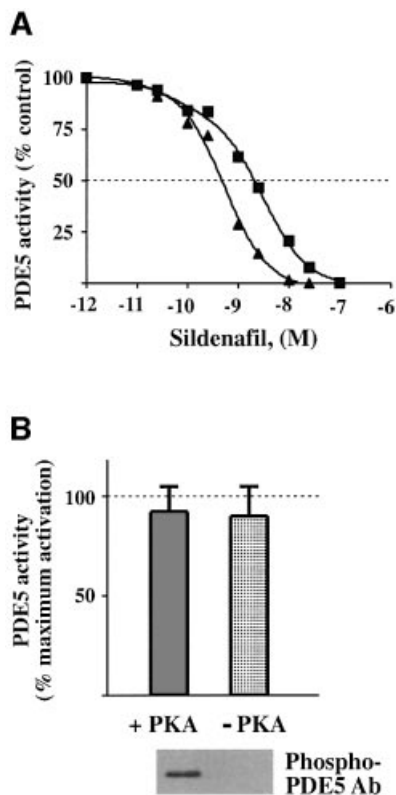 A
PDE5 activity (% control)
100
75
50
25
-12 -11 -10 -9 -8 -7 -6
Sildenafil, (M)
B
PDE5 activity
(% maximum activation)
100
50
+ PKA - PKA
Phospho-
PDE5 Ab